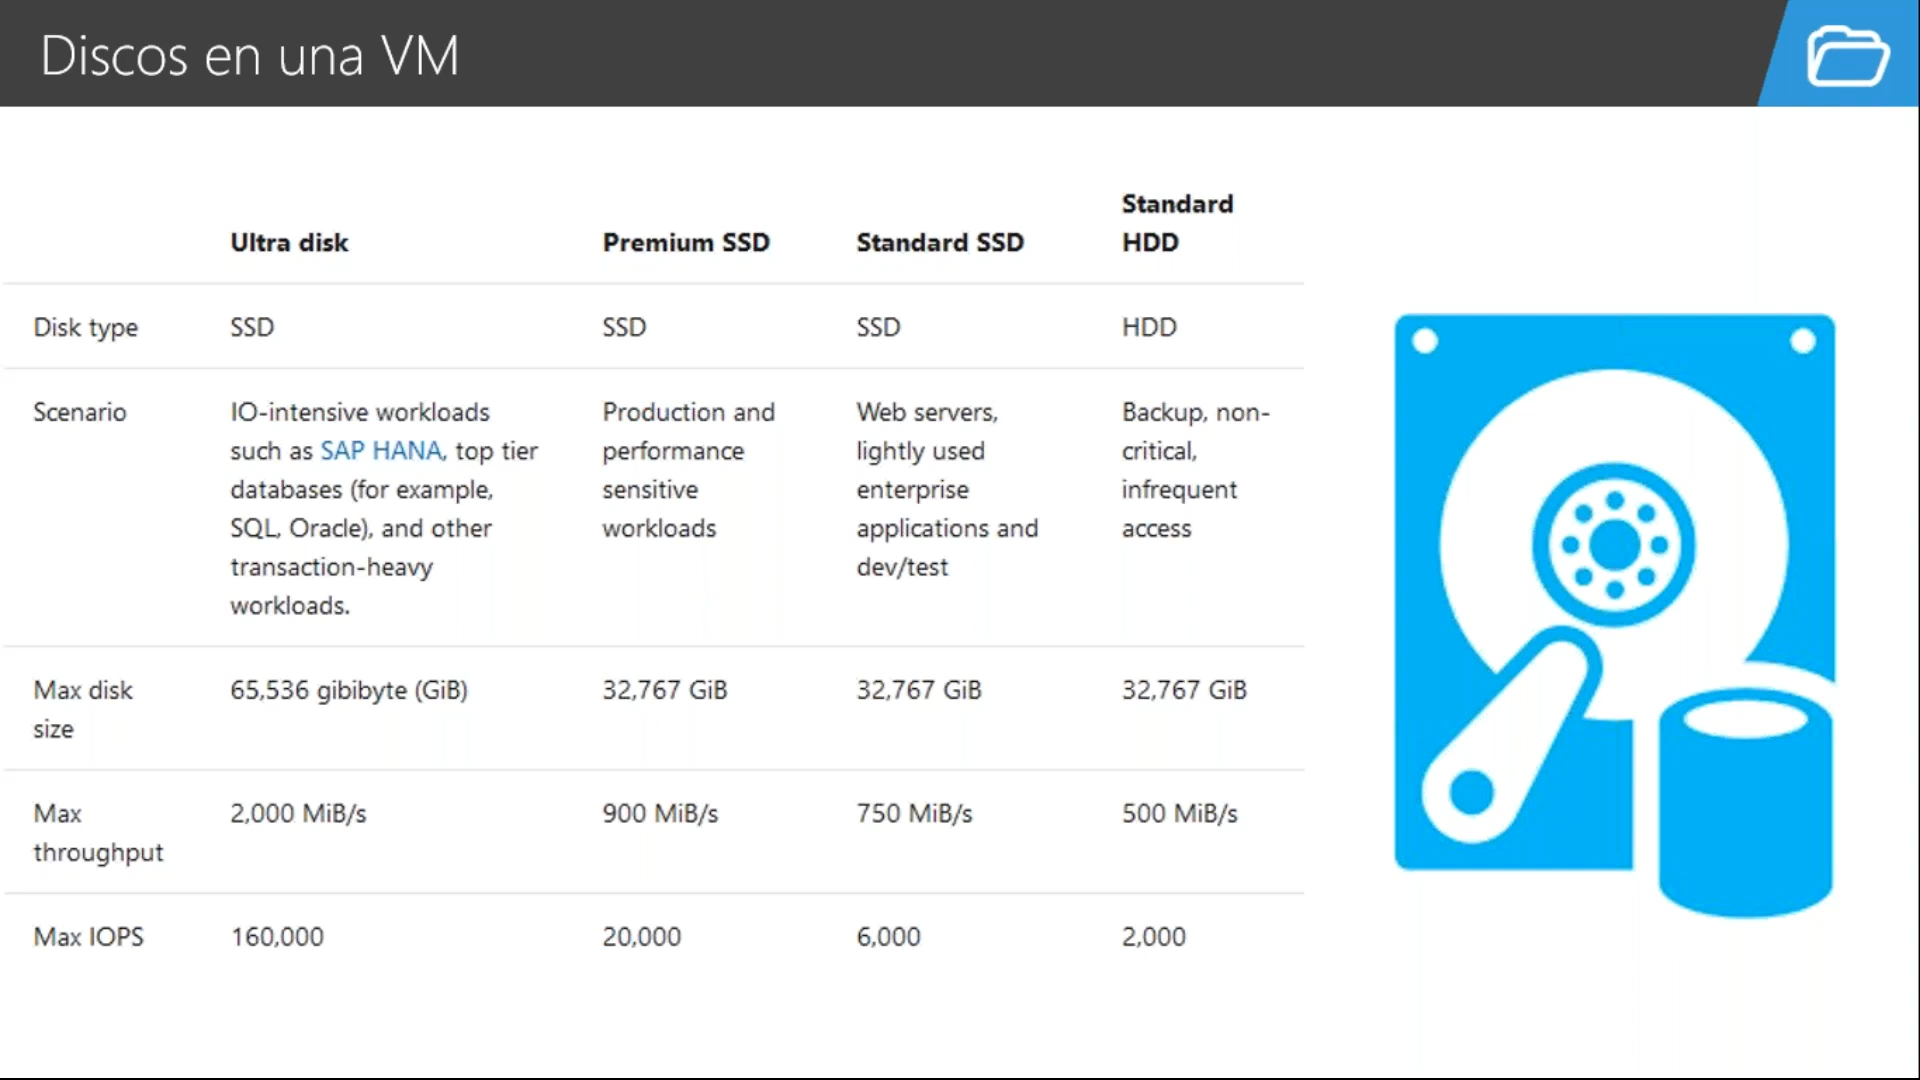 Discos en una VM
Ultra disk Premium SSD Standard SSD Standard HDD
Disk type SSD SSD SSD HDD
Scenario
IO-intensive workloads
such as SAP HANA, top tier
databases (for example,
SQL, Oracle), and other
transaction-heavy
workloads.
Production and
performance
sensitive
workloads
Web servers,
lightly used
enterprise
applications and
dev/test
Backup, non-
critical,
infrequent
access
Max disk
size
65,536 gibibyte (GiB) 32,767 GiB 32,767 GiB 32,767 GiB
Max
throughput
2,000 MiB/s 900 MiB/s 750 MiB/s 500 MiB/s
Max IOPS 160,000 20,000 6,000 2,000